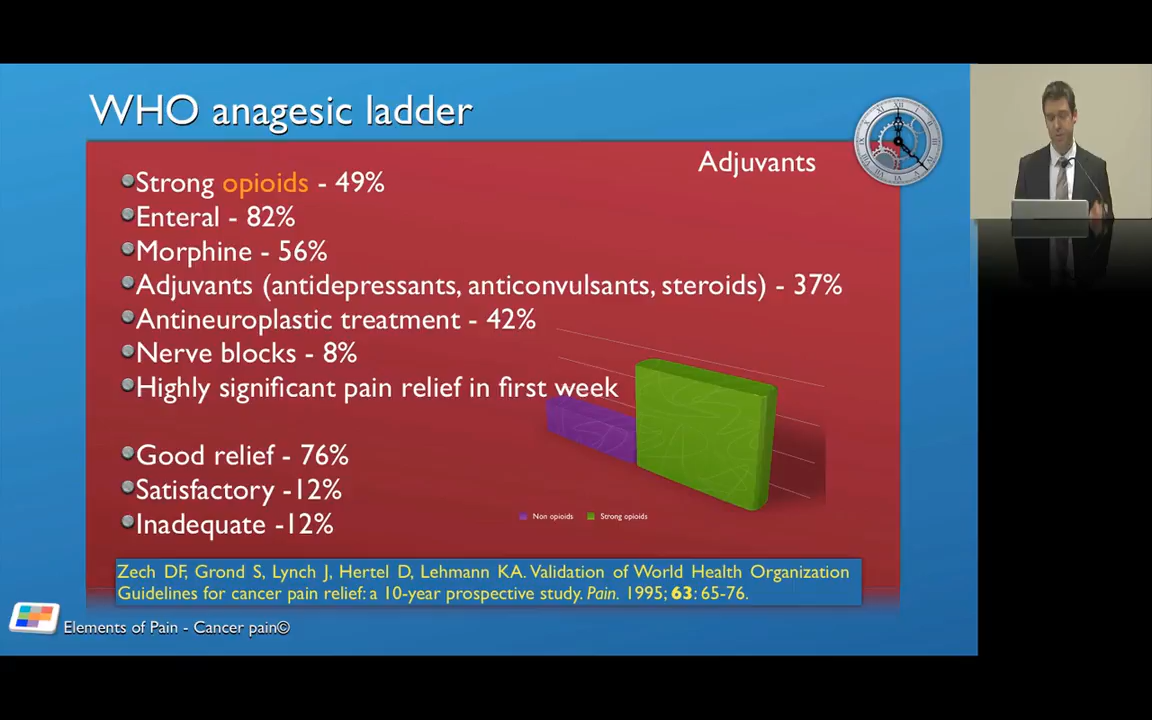 WHO anagesic ladder
Adjuvants
Strong opioids - 49%
Enteral - 82%
Morphine - 56%
Adjuvants (antidepressants, anticonvulsants, steroids) - 37%
Antineuroplastic treatment - 42%
Nerve blocks - 8%
Highly significant pain relief in first week
Good relief - 76%
Satisfactory -12%
Inadequate -12%
Non opioids Strong opioids
Zech DF, Grond S, Lynch J, Hertel D, Lehmann KA. Validation of World Health Organization
Guidelines for cancer pain relief: a 10-year prospective study. Pain. 1995; 63: 65-76.
Elements of Pain - Cancer pain©